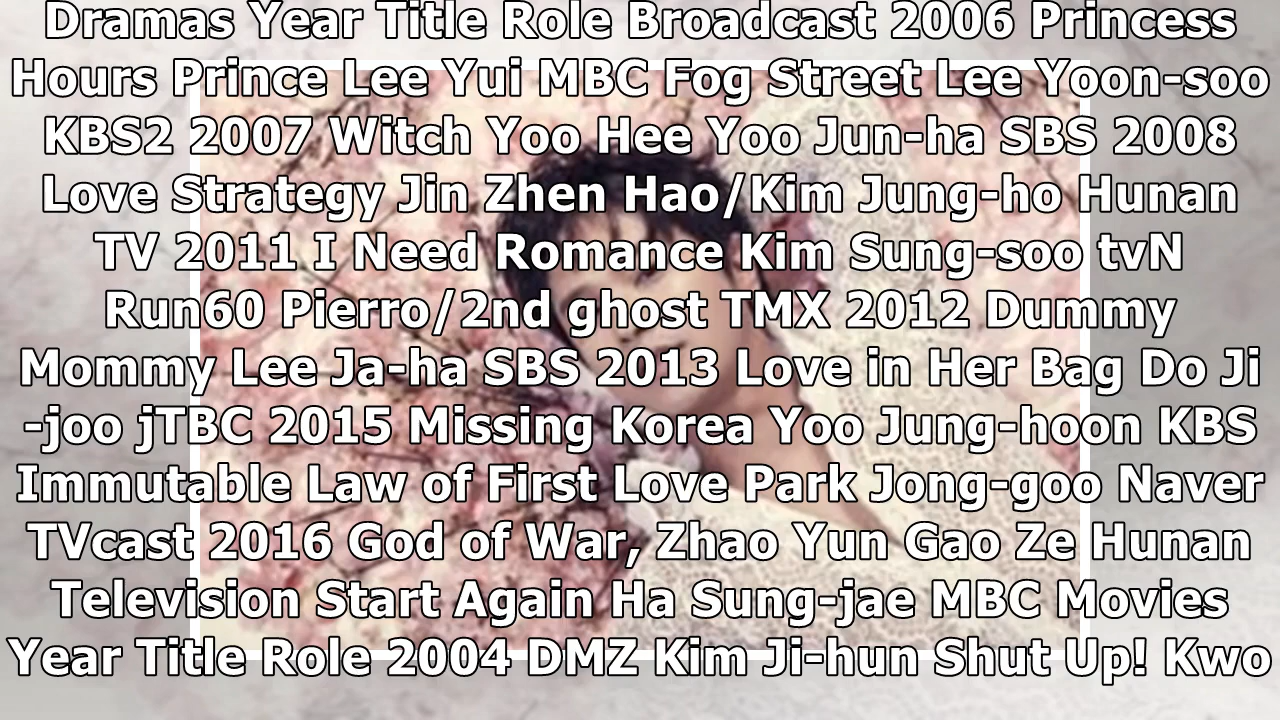 Dramas Year Title Role Broadcast 2006 Princess
Hours Prince Lee Yui MBC Fog Street Lee Yoon-soo
KBS2 2007 Witch Yoo Hee Yoo Jun-ha SBS 2008
Love Strategy Jin Zhen Hao/Kim Jung-ho Hunan
TV 2011 I Need Romance Kim Sung-soo tvN
Run60 Pierro/2nd ghost TMX 2012 Dummy
Mommy Lee Ja-ha SBS 2013 Love in Her Bag Do Ji
-joo jTBC 2015 Missing Korea Yoo Jung-hoon KBS
Immutable Law of First Love Park Jong-goo Naver
TVcast 2016 God of War, Zhao Yun Gao Ze Hunan
Television Start Again Ha Sung-jae MBC Movies
Year Title Role 2004 DMZ Kim Ji-hun Shut Up! Kwo